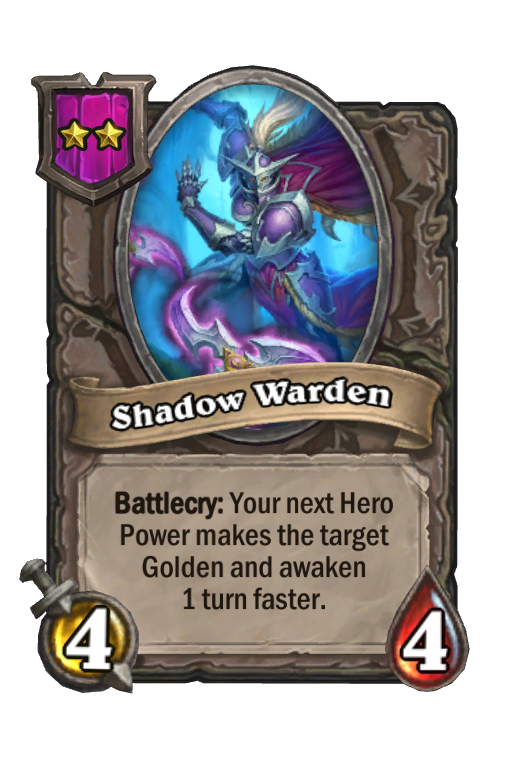 Shadow Warden
Battlecry: Your next Hero
Power makes the target
Golden and awaken
1 turn faster.
4
4